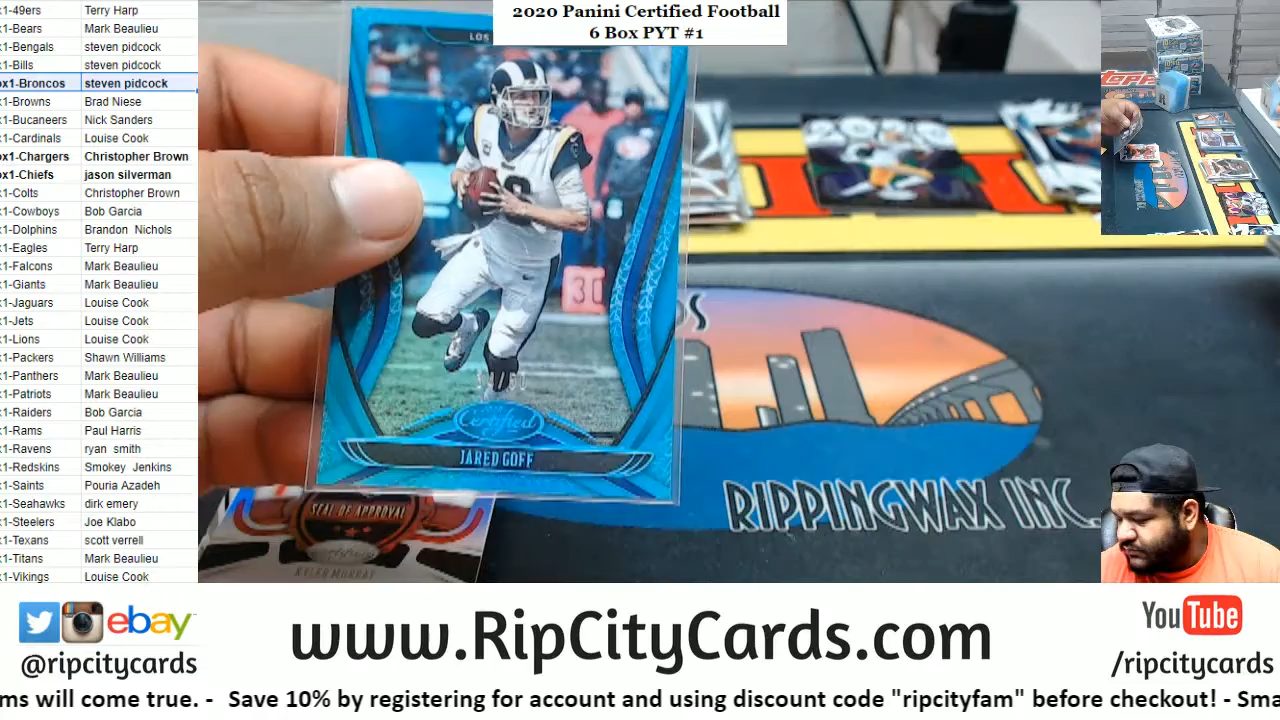 x1-49ers Terry Harp
x1-Bears Mark Beaulieu
x1-Bengals steven pidcock
x1-Bills steven pidcock
ox1-Broncos steven pidcock
x1-Browns Brad Niese
x1-Bucaneers Nick Sanders
x1-Cardinals Louise Cook
ox1-Chargers Christopher Brown
ox1-Chiefs jason silverman
x1-Colts Christopher Brown
x1-Cowboys Bob Garcia
x1-Dolphins Brandon Nichols
x1-Eagles Terry Harp
x1-Falcons Mark Beaulieu
x1-Giants Mark Beaulieu
x1-Jaguars Louise Cook
x1-Jets Louise Cook
x1-Lions Louise Cook
x1-Packers Shawn Williams
x1-Panthers Mark Beaulieu
x1-Patriots Mark Beaulieu
x1-Raiders Bob Garcia
x1-Rams Paul Harris
x1-Ravens ryan smith
x1-Redskins Smokey Jenkins
x1-Saints Pouria Azadeh
x1-Seahawks dirk emery
x1-Steelers Joe Klabo
x1-Texans scott verrell
x1-Titans Mark Beaulieu
x1-Vikings Louise Cook
2020 Panini Certified Football
6 Box PYT #1
LOS
30
Certified
JARED GOFF
SEAL OF APPROVAL
KYLER MURRAY
RIPPINGWAX INC.
TOPPS
ebay
@ripcitycards
www.RipCityCards.com
YouTube
/ripcitycards
ms will come true. - Save 10% by registering for account and using discount code "ripcityfam" before checkout! - Sma